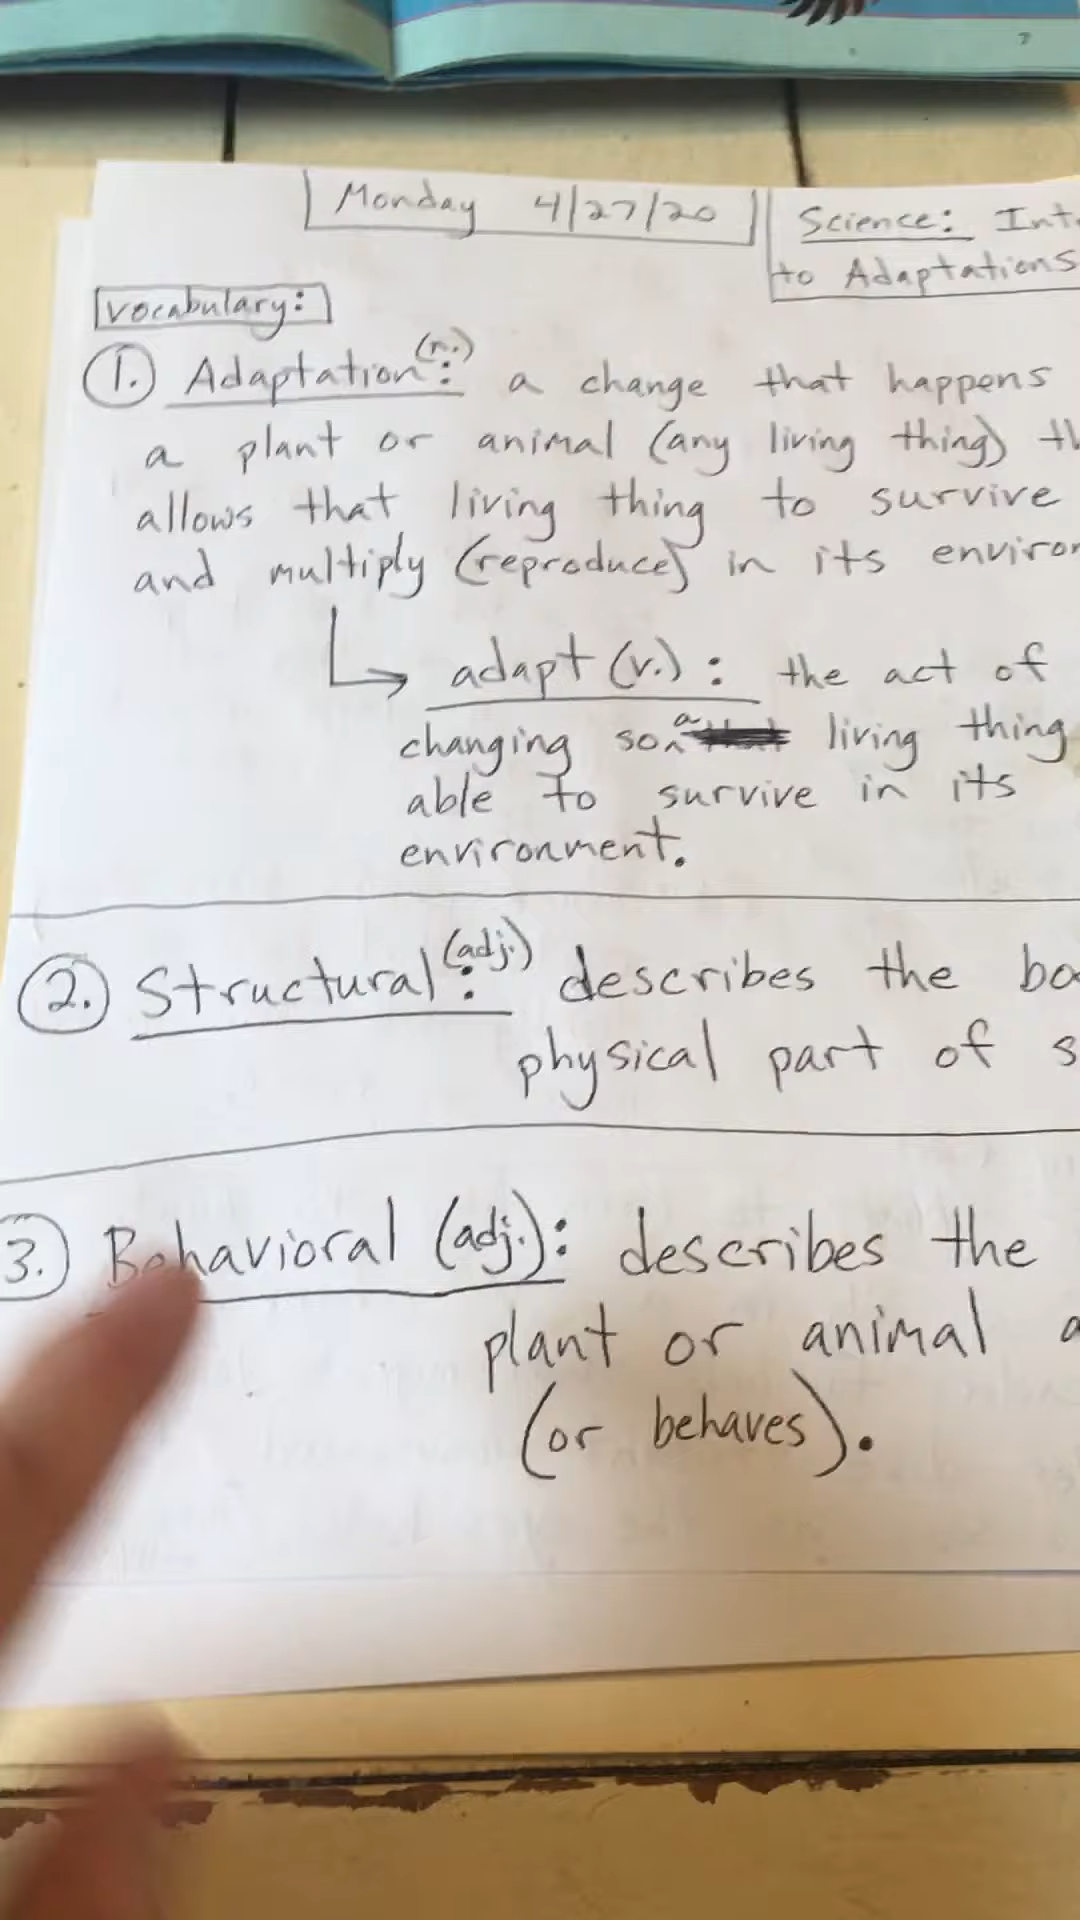 7
Monday 4/27/20
Science:
to Adaptations
Vocabulary:
1. Adaptation (n.): a change that happens
a plant or animal (any living thing)
allows that living thing to survive
and multiply (reproduce) in its
adapt (v.): the act of
changing so a living thing
able to survive in its
environment.
2. Structural (adj.): describes the
physical part of
3. Behavioral (adj.): describes the
plant or animal
(or behaves).